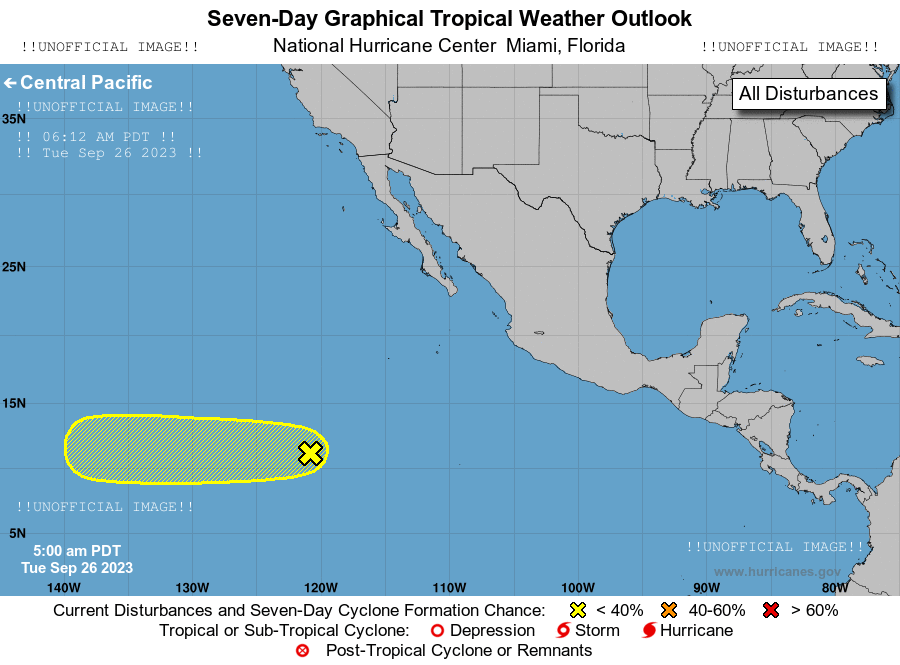 Seven-Day Graphical Tropical Weather Outlook
!!UNOFFICIAL IMAGE!! National Hurricane Center Miami, Florida !!UNOFFICIAL IMAGE!!
← Central Pacific
All Disturbances
!!UNOFFICIAL IMAGE!!
35N
!! 06:12 AM PDT !!
!! Tue Sep 26 2023 !!
25N
15N
!!UNOFFICIAL IMAGE!!
5N
5:00 am PDT
Tue Sep 26 2023
!!UNOFFICIAL IMAGE!!
www.hurricanes.gov
140W 130W 120W 110W 100W 90W 80W
Current Disturbances and Seven-Day Cyclone Formation Chance: < 40% 40-60% > 60%
Tropical or Sub-Tropical Cyclone: Depression Storm Hurricane
Post-Tropical Cyclone or Remnants